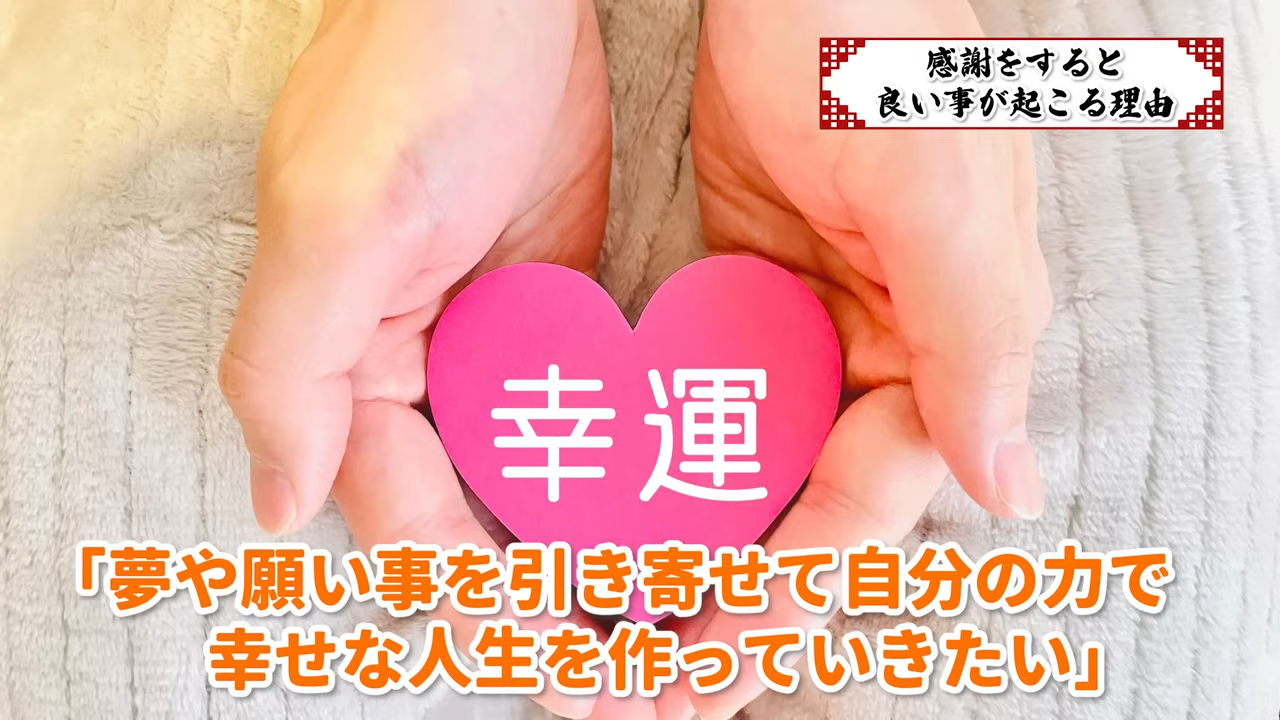 感謝をすると
良い事が起こる理由
幸運
「夢や願い事を引き寄せて自分の力で
幸せな人生を作っていきたい」